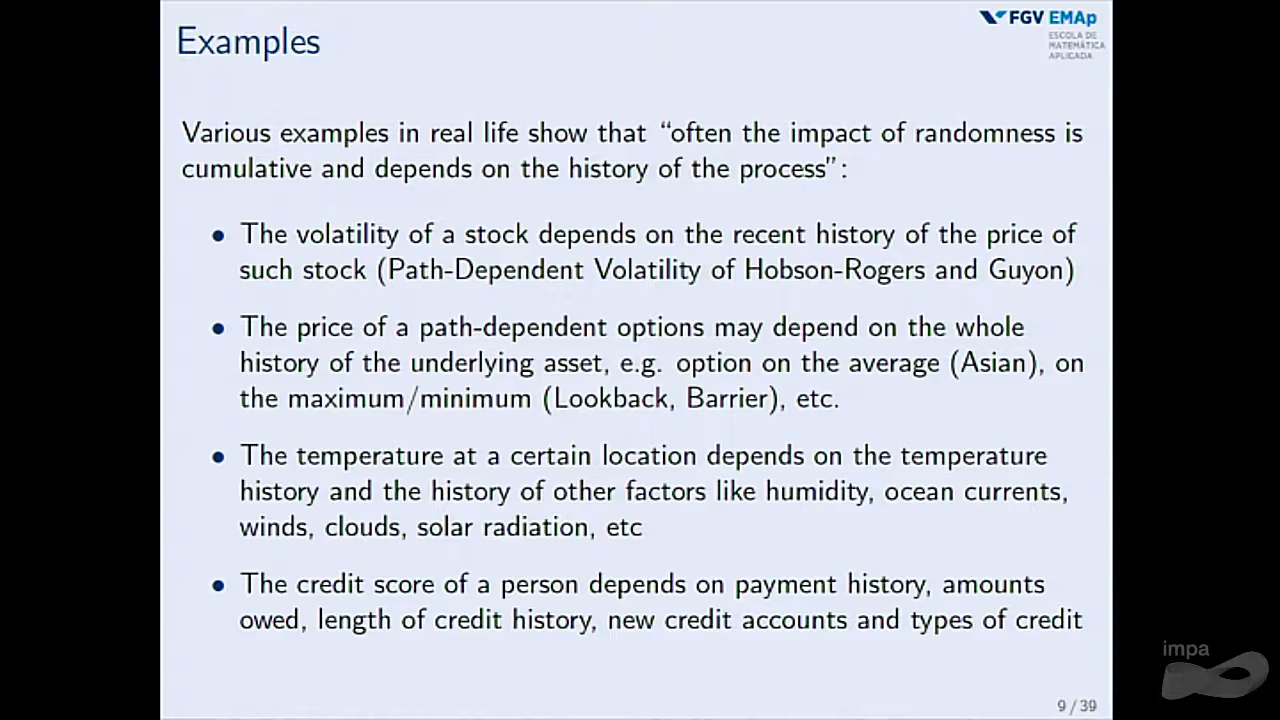 Examples
FGV EMAp
ESCOLA DE
MATEMÁTICA
APLICADA
Various examples in real life show that “often the impact of randomness is
cumulative and depends on the history of the process”:
• The volatility of a stock depends on the recent history of the price of
such stock (Path-Dependent Volatility of Hobson-Rogers and Guyon)
• The price of a path-dependent options may depend on the whole
history of the underlying asset, e.g. option on the average (Asian), on
the maximum/minimum (Lookback, Barrier), etc.
• The temperature at a certain location depends on the temperature
history and the history of other factors like humidity, ocean currents,
winds, clouds, solar radiation, etc
• The credit score of a person depends on payment history, amounts
owed, length of credit history, new credit accounts and types of credit
impa
9 / 39